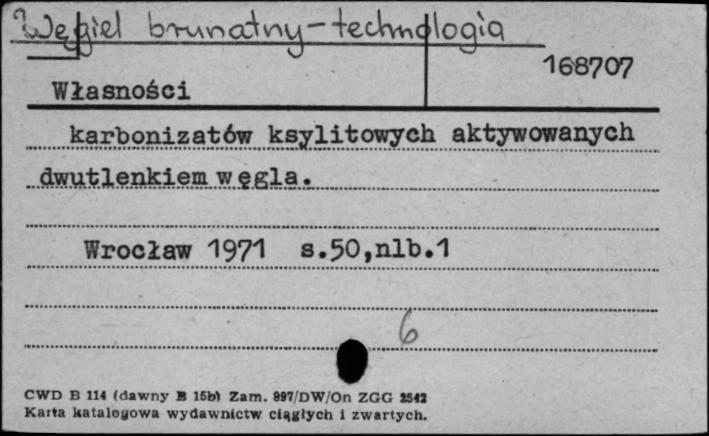 Węgiel brunatny-technologia
168707
Własności
karbonizatów ksylitowych aktywowanych
dwutlenkiem węgla.
Wrocław 1971 s.50,nlb.1
6
CWD B 114 (dawny B 15b) Zam. 897/DW/On ZGG 2542
Karta katalogowa wydawnictw ciągłych i zwartych.